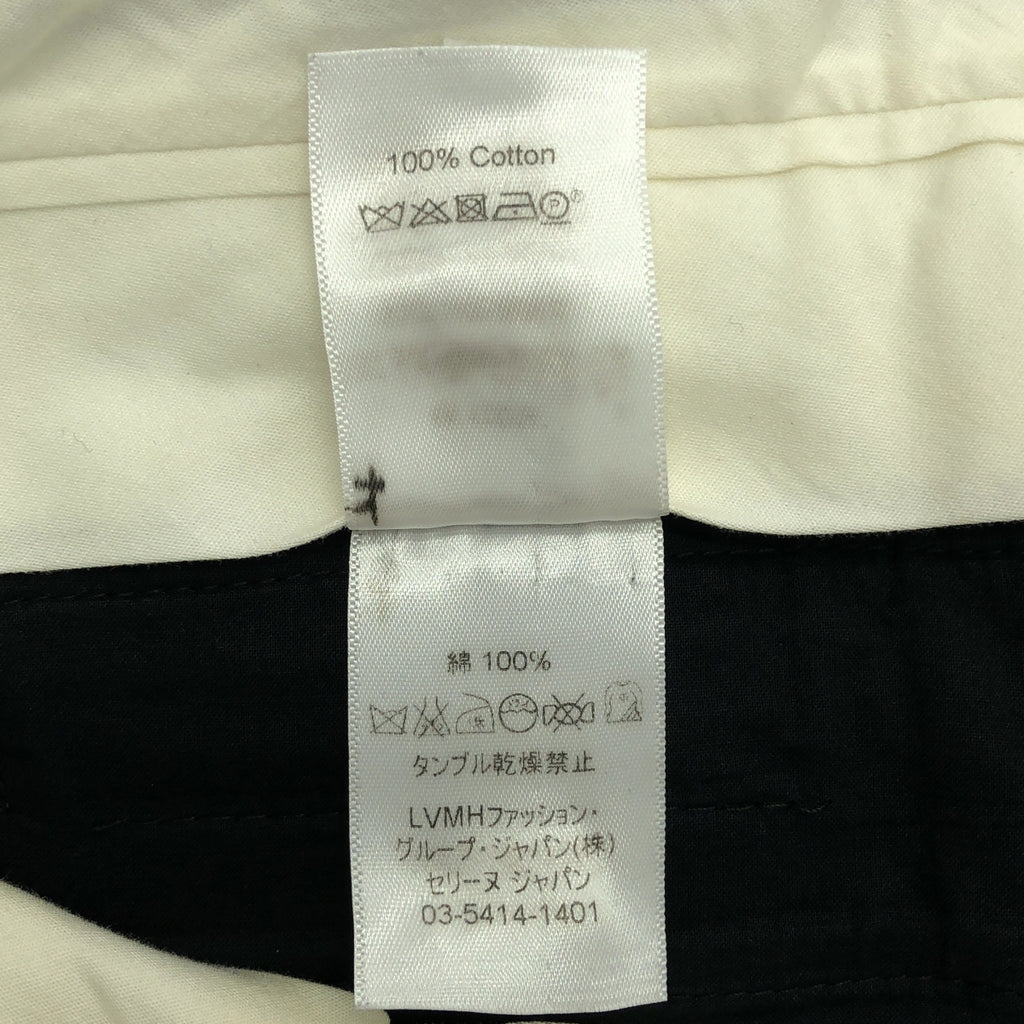 100% Cotton
P ®
綿 100%
タンブル乾燥禁止
LVMHファッション・
グループ・ジャパン(株)
セリーヌ ジャパン
03-5414-1401